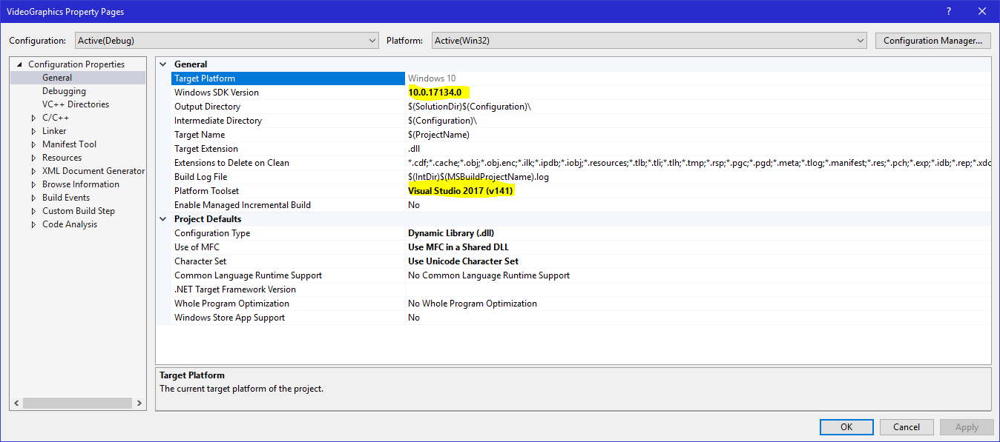 VideoGraphics Property Pages
? ×
Configuration: Active(Debug) Platform: Active(Win32) Configuration Manager...
Configuration Properties
General
Debugging
VC++ Directories
C/C++
Linker
Manifest Tool
Resources
XML Document Generator
Browse Information
Build Events
Custom Build Step
Code Analysis
General
Target Platform Windows 10
Windows SDK Version 10.0.17134.0
Output Directory $(SolutionDir)$(Configuration)\
Intermediate Directory $(Configuration)\
Target Name $(ProjectName)
Target Extension .dll
Extensions to Delete on Clean *.cdf;*.cache;*.obj;*.obj.enc;*.ilk;*.ipdb;*.iobj;*.resources;*.tlb;*.tli;*.tlh;*.tmp;*.rsp;*.pgc;*.pgd;*.meta;*.tlog;*.manifest;*.res;*.pch;*.exp;*.idb;*.rep;*.xdc
Build Log File $(IntDir)$(MSBuildProjectName).log
Platform Toolset Visual Studio 2017 (v141)
Enable Managed Incremental Build No
Project Defaults
Configuration Type Dynamic Library (.dll)
Use of MFC Use MFC in a Shared DLL
Character Set Use Unicode Character Set
Common Language Runtime Support No Common Language Runtime Support
.NET Target Framework Version
Whole Program Optimization No Whole Program Optimization
Windows Store App Support No
Target Platform
The current target platform of the project.
OK Cancel Apply